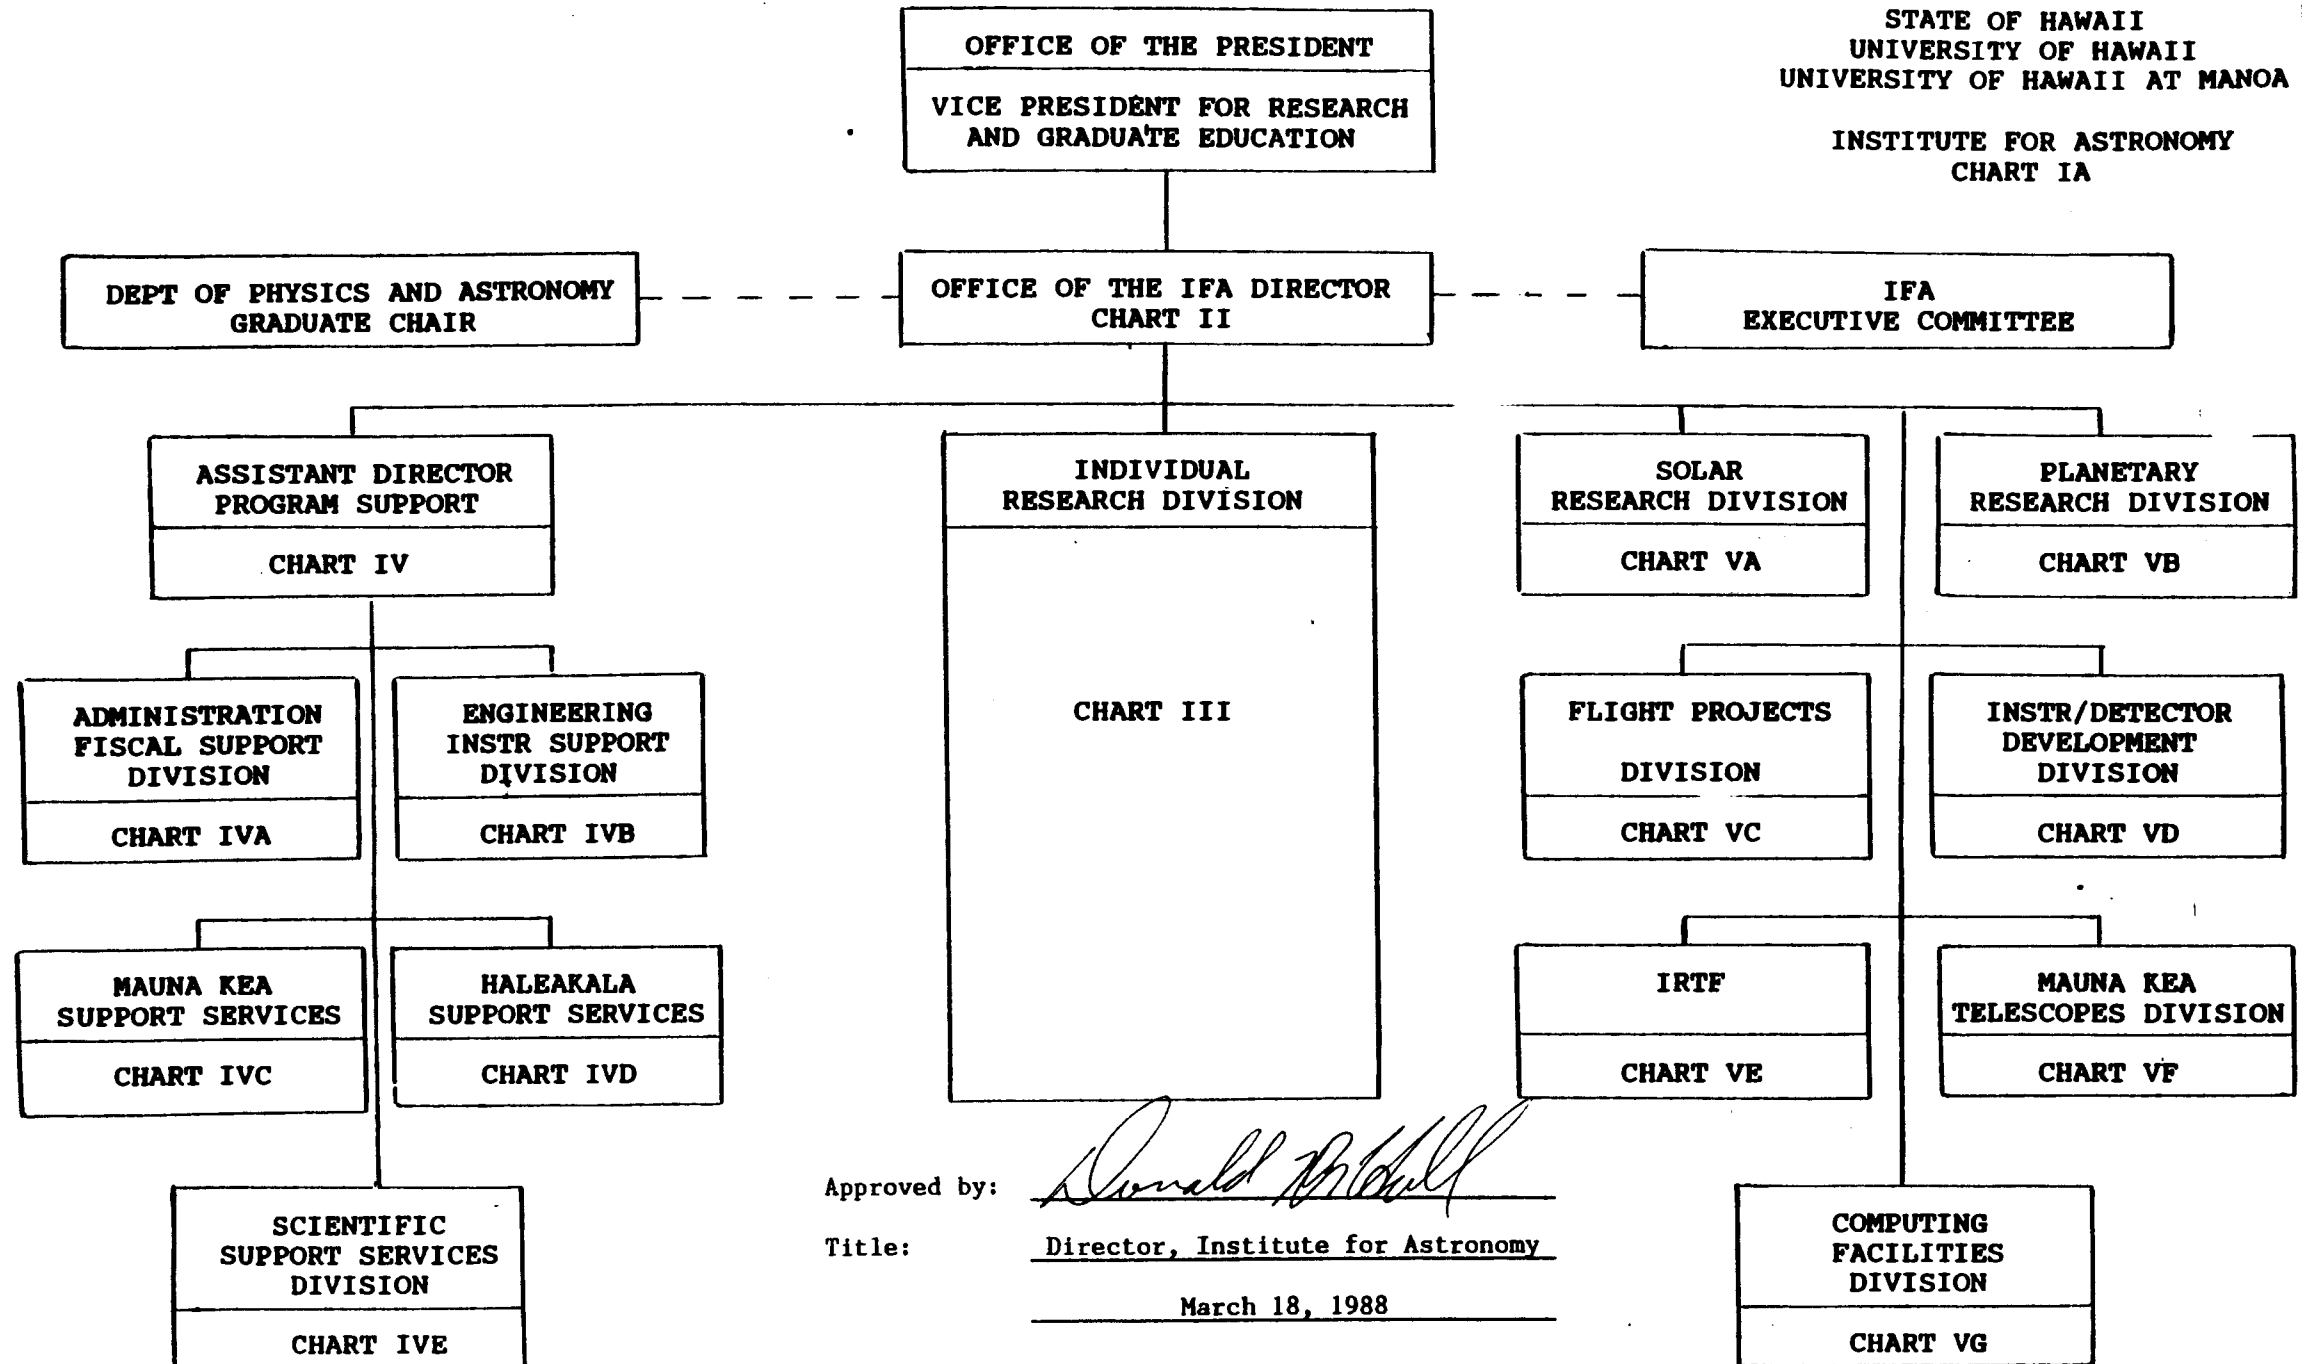 STATE OF HAWAII
UNIVERSITY OF HAWAII
UNIVERSITY OF HAWAII AT MANOA
INSTITUTE FOR ASTRONOMY
CHART IA
OFFICE OF THE PRESIDENT
VICE PRESIDENT FOR RESEARCH
AND GRADUATE EDUCATION
DEPT OF PHYSICS AND ASTRONOMY
GRADUATE CHAIR
OFFICE OF THE IFA DIRECTOR
CHART II
IFA
EXECUTIVE COMMITTEE
ASSISTANT DIRECTOR
PROGRAM SUPPORT
CHART IV
INDIVIDUAL
RESEARCH DIVISION
CHART III
SOLAR
RESEARCH DIVISION
CHART VA
PLANETARY
RESEARCH DIVISION
CHART VB
ADMINISTRATION
FISCAL SUPPORT
DIVISION
CHART IVA
ENGINEERING
INSTR SUPPORT
DIVISION
CHART IVB
FLIGHT PROJECTS
DIVISION
CHART VC
INSTR/DETECTOR
DEVELOPMENT
DIVISION
CHART VD
MAUNA KEA
SUPPORT SERVICES
CHART IVC
HALEAKALA
SUPPORT SERVICES
CHART IVD
IRTF
CHART VE
MAUNA KEA
TELESCOPES DIVISION
CHART VF
SCIENTIFIC
SUPPORT SERVICES
DIVISION
CHART IVE
Approved by: Donald
Title: Director, Institute for Astronomy
March 18, 1988
COMPUTING
FACILITIES
DIVISION
CHART VG